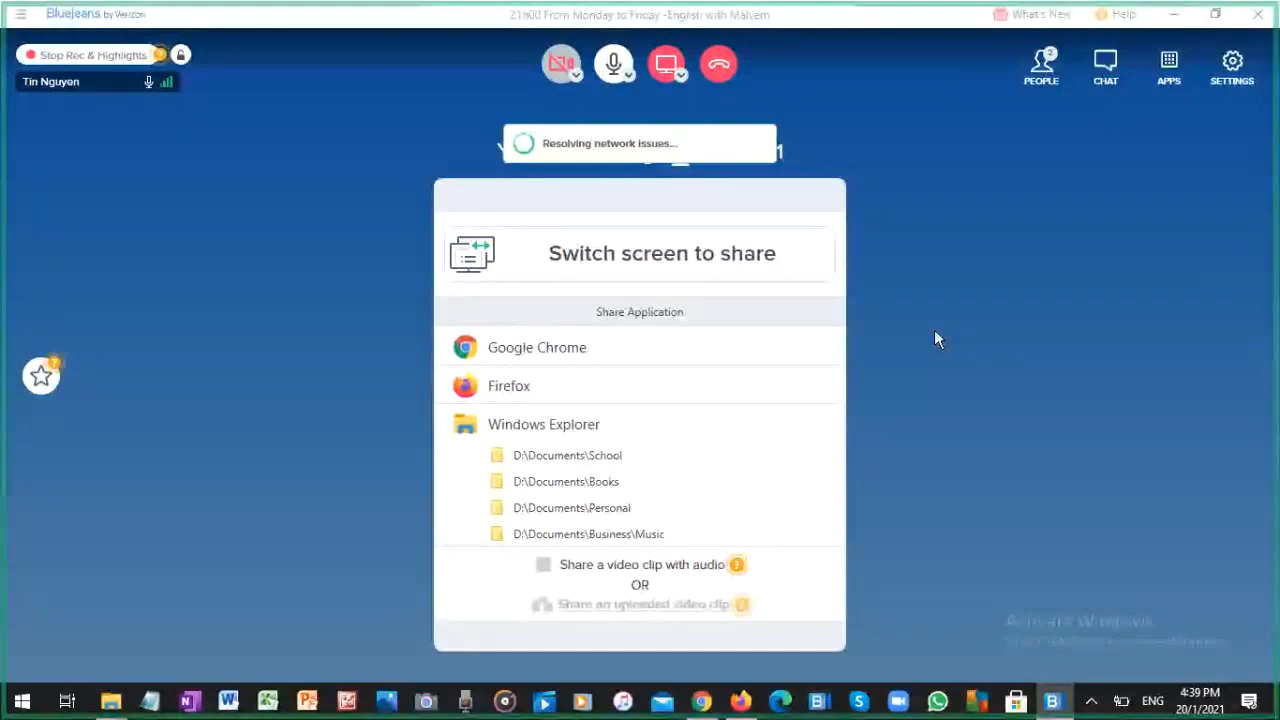 Bluejeans by Verizon
21h00 From Monday to Friday -English with Malvern
What's New
Help
Stop Rec & Highlights
?
Tin Nguyen
2
PEOPLE
CHAT
APPS
SETTINGS
Resolving network issues...
Switch screen to share
Share Application
Google Chrome
Firefox
?
Windows Explorer
D:\Documents\School
D:\Documents\Books
D:\Documents\Personal
D:\Documents\Business\Music
Share a video clip with audio ?
OR
Share an uploaded video clip
Activate Windows
ENG
4:39 PM
20/1/2021